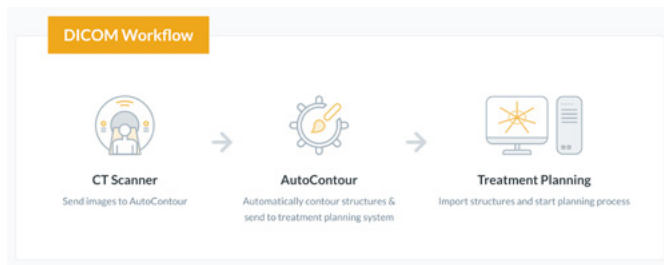 DICOM Workflow
CT Scanner
Send images to AutoContour
AutoContour
Automatically contour structures &
send to treatment planning system
Treatment Planning
Import structures and start planning process